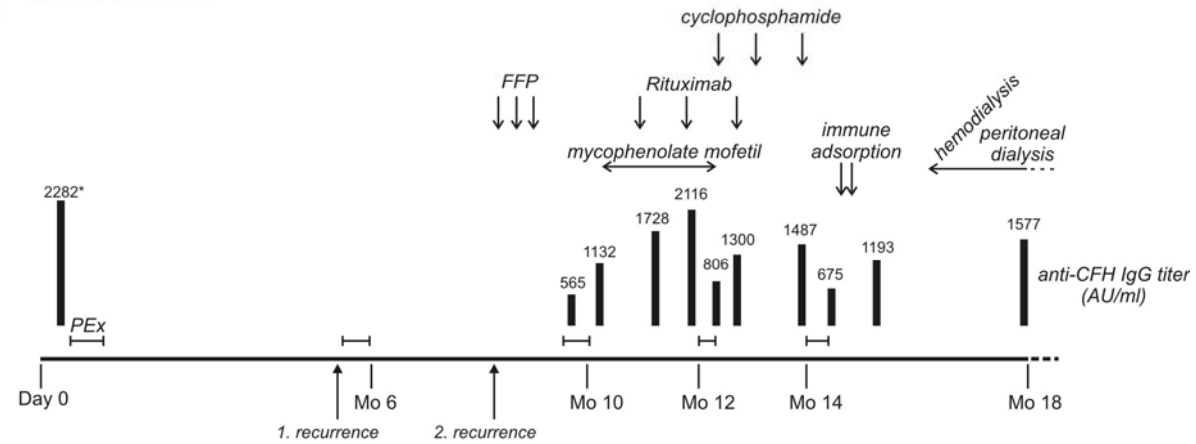 cyclophosphamide
FFP
Rituximab
immune
adsorption
hemodialysis
peritoneal
dialysis
mycophenolate mofetil
2282*
565
1132
1728
2116
806
1300
1487
675
1193
1577
anti-CFH IgG titer
(AU/ml)
PEx
Day 0
Mo 6
Mo 10
Mo 12
Mo 14
Mo 18
1. recurrence
2. recurrence